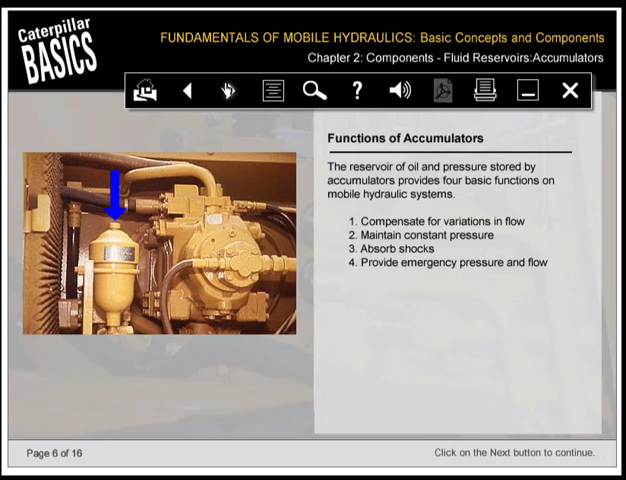 Caterpillar
BASICS
FUNDAMENTALS OF MOBILE HYDRAULICS: Basic Concepts and Components
Chapter 2: Components - Fluid Reservoirs:Accumulators
?
Functions of Accumulators
The reservoir of oil and pressure stored by
accumulators provides four basic functions on
mobile hydraulic systems.
1. Compensate for variations in flow
2. Maintain constant pressure
3. Absorb shocks
4. Provide emergency pressure and flow
Page 6 of 16
Click on the Next button to continue.